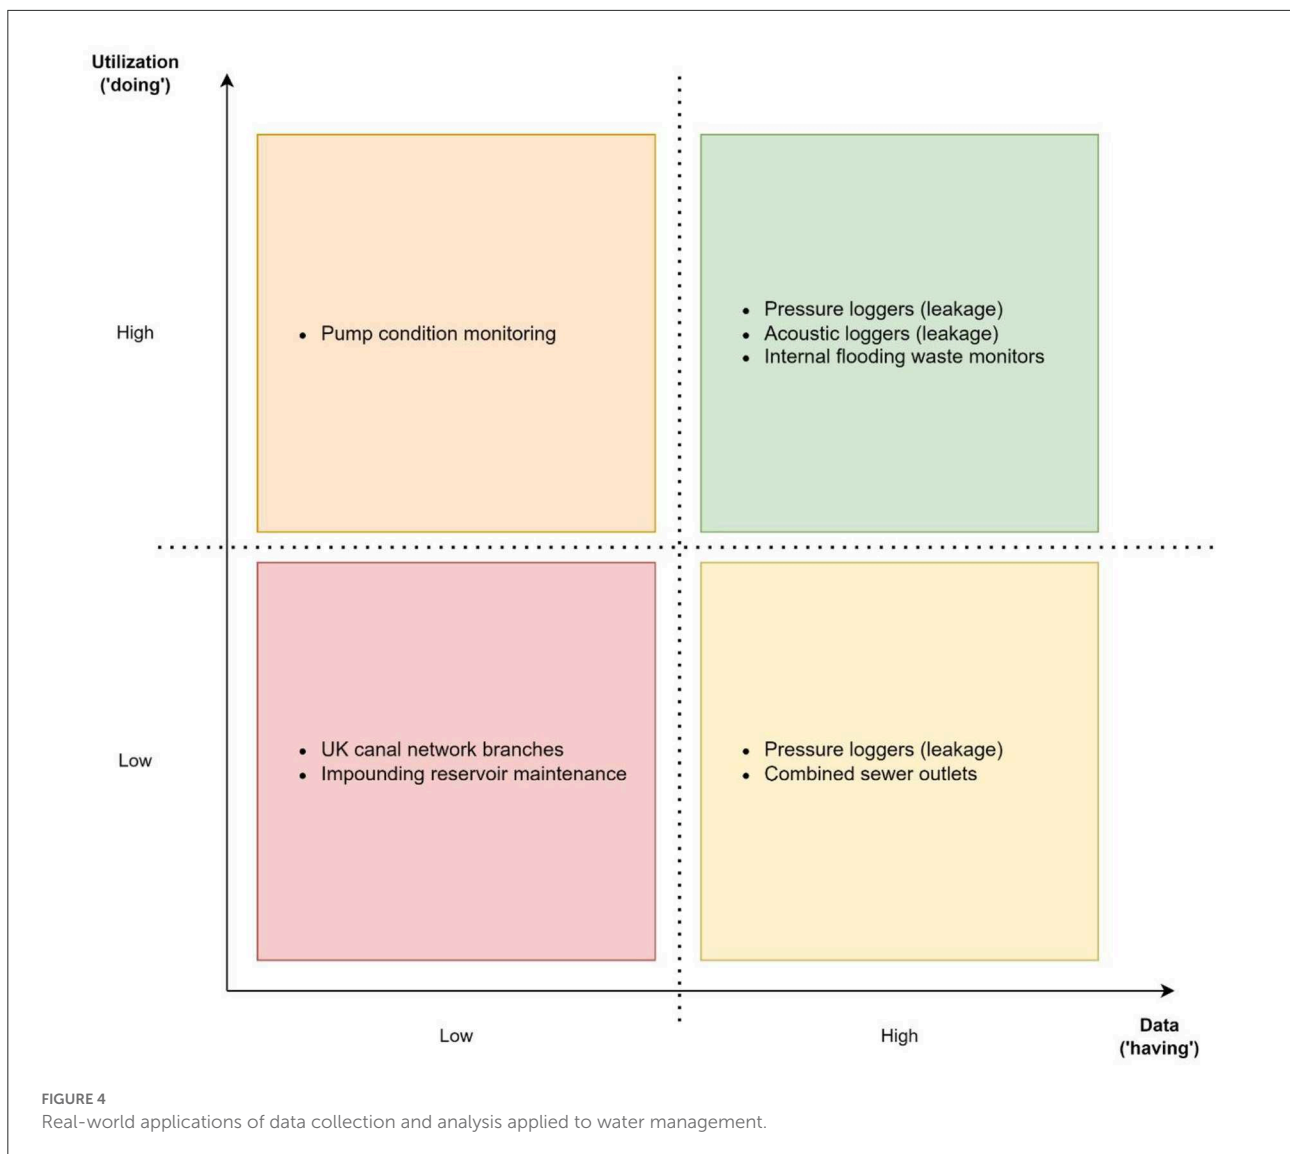 Utilization
('doing')
High
• Pump condition monitoring
• Pressure loggers (leakage)
• Acoustic loggers (leakage)
• Internal flooding waste monitors
Low
• UK canal network branches
• Impounding reservoir maintenance
• Pressure loggers (leakage)
• Combined sewer outlets
Low
High
Data
('having')
FIGURE 4
Real-world applications of data collection and analysis applied to water management.